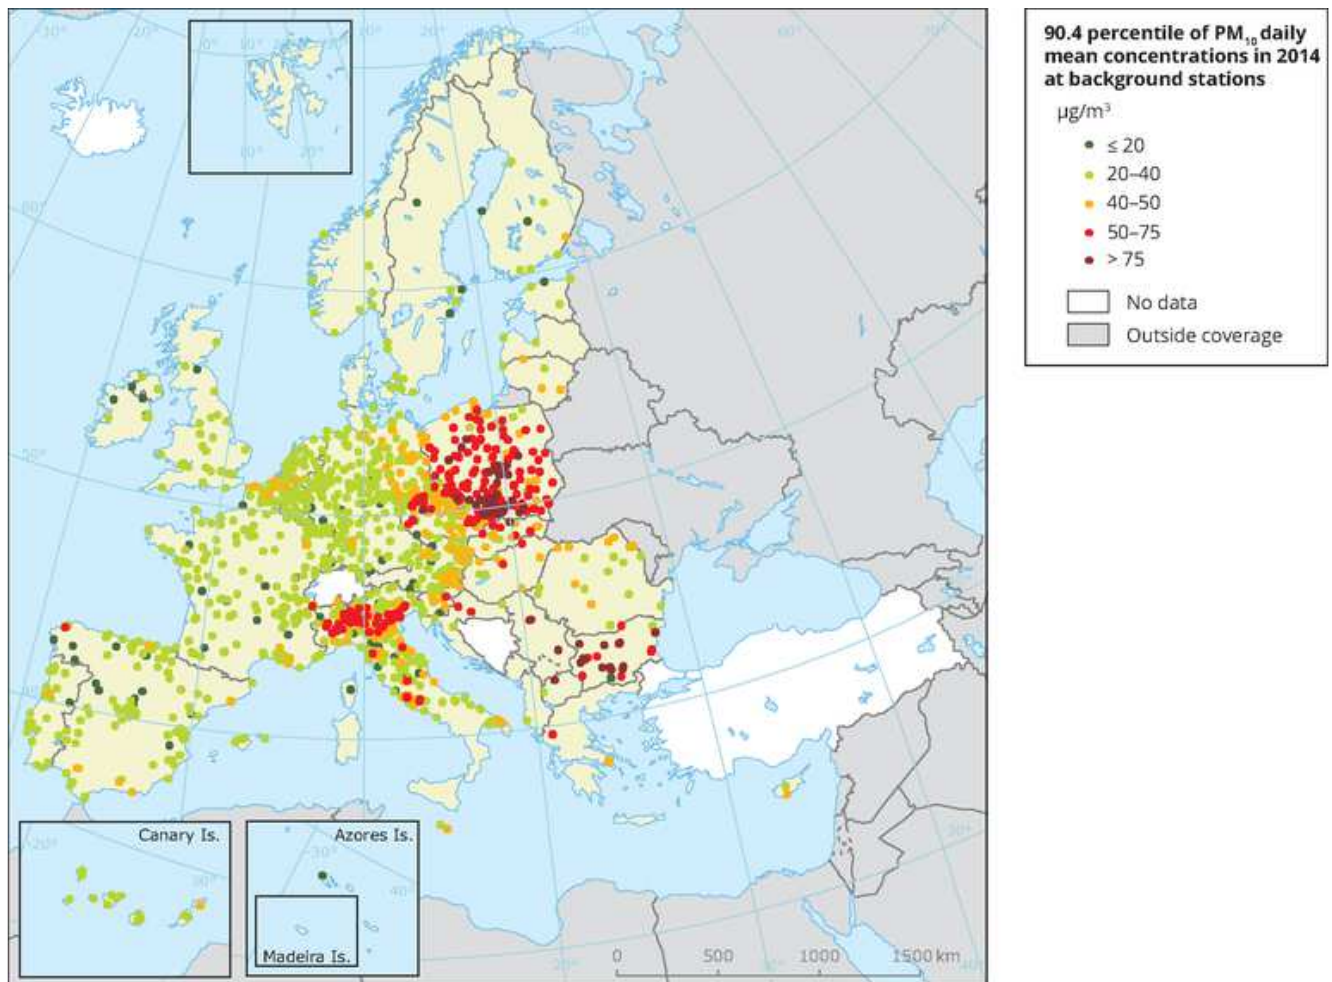 90.4 percentile of PM₁₀ daily
mean concentrations in 2014
at background stations
µg/m³
≤ 20
20–40
40–50
50–75
> 75
No data
Outside coverage
Canary Is.
Azores Is.
Madeira Is.
0 500 1000 1500 km